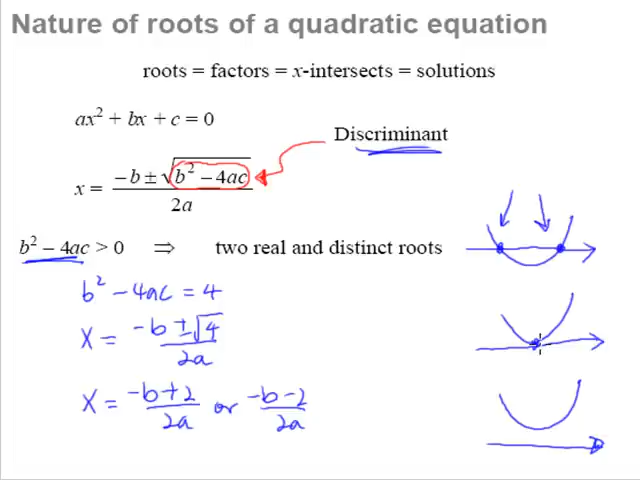 Nature of roots of a quadratic equation
roots = factors = x-intersects = solutions
ax² + bx + c = 0
Discriminant
x = (−b ± √(b² − 4ac)) / 2a
b² − 4ac > 0 ⇒ two real and distinct roots
b² − 4ac = 4
x = (−b ± √4) / 2a
x = (−b + 2) / 2a or (−b − 2) / 2a